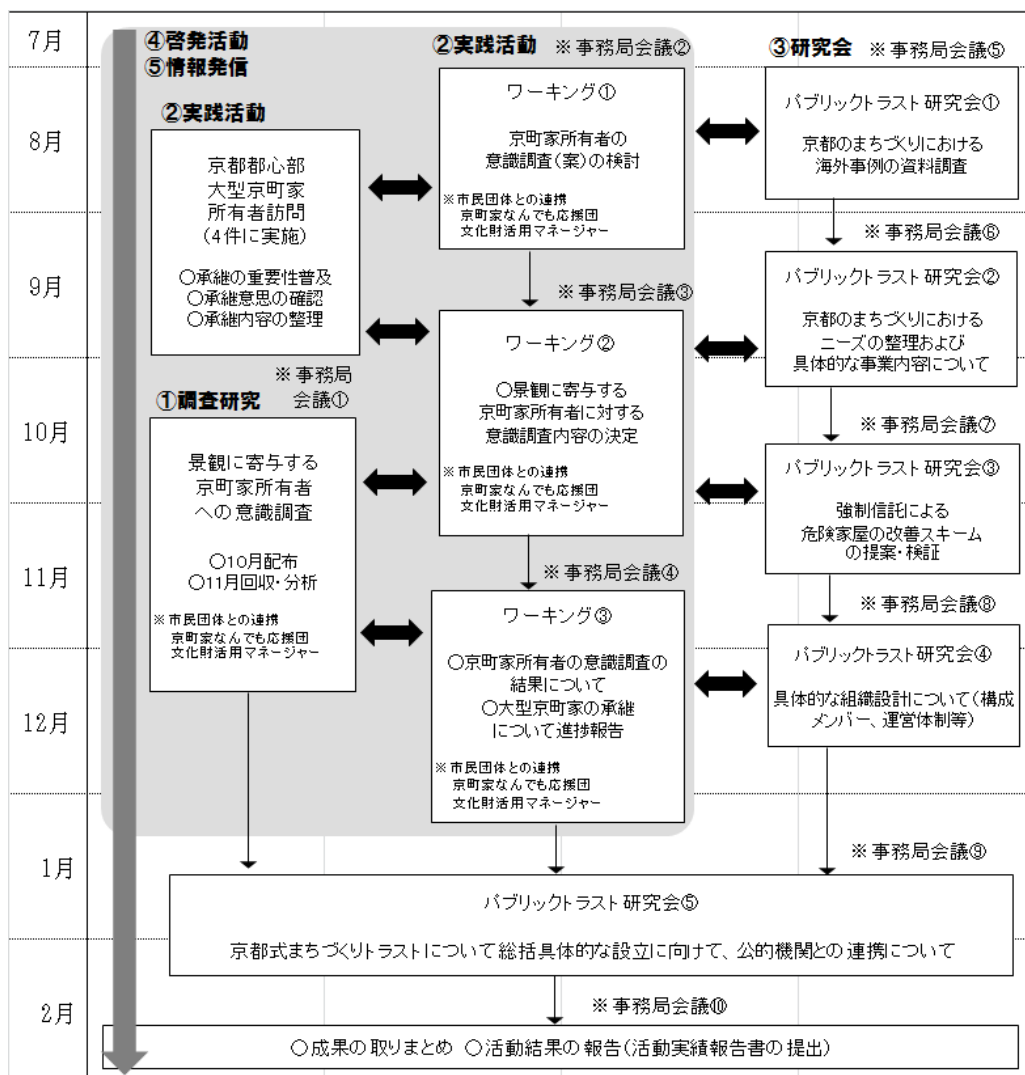 7月
④啓発活動
⑤情報発信
②実践活動
※事務局会議②
③研究会
※事務局会議⑤
8月
②実践活動
京都都心部
大型京町家
所有者訪問
(4件に実施)
○承継の重要性普及
○承継意思の確認
○承継内容の整理
ワーキング①
京町家所有者の
意識調査(案)の検討
※市民団体との連携
京町家なんでも応援団
文化財活用マネージャー
パブリックトラスト研究会①
京都のまちづくりにおける
海外事例の資料調査
※事務局会議⑥
9月
※事務局会議③
パブリックトラスト研究会②
京都のまちづくりにおける
ニーズの整理および
具体的な事業内容について
ワーキング②
○景観に寄与する
京町家所有者に対する
意識調査内容の決定
※市民団体との連携
京町家なんでも応援団
文化財活用マネージャー
※事務局
会議①
①調査研究
10月
景観に寄与する
京町家所有者
への意識調査
○10月配布
○11月回収・分析
※市民団体との連携
京町家なんでも応援団
文化財活用マネージャー
※事務局会議⑦
パブリックトラスト研究会③
強制信託による
危険家屋の改善スキーム
の提案・検証
11月
※事務局会議④
※事務局会議⑧
ワーキング③
○京町家所有者の意識調査の
結果について
○大型京町家の承継
について進捗報告
※市民団体との連携
京町家なんでも応援団
文化財活用マネージャー
パブリックトラスト研究会④
具体的な組織設計について(構成
メンバー、運営体制等)
12月
1月
※事務局会議⑨
パブリックトラスト研究会⑤
京都式まちづくりトラストについて総括具体的な設立に向けて、公的機関との連携について
2月
※事務局会議⑩
○成果の取りまとめ ○活動結果の報告(活動実績報告書の提出)